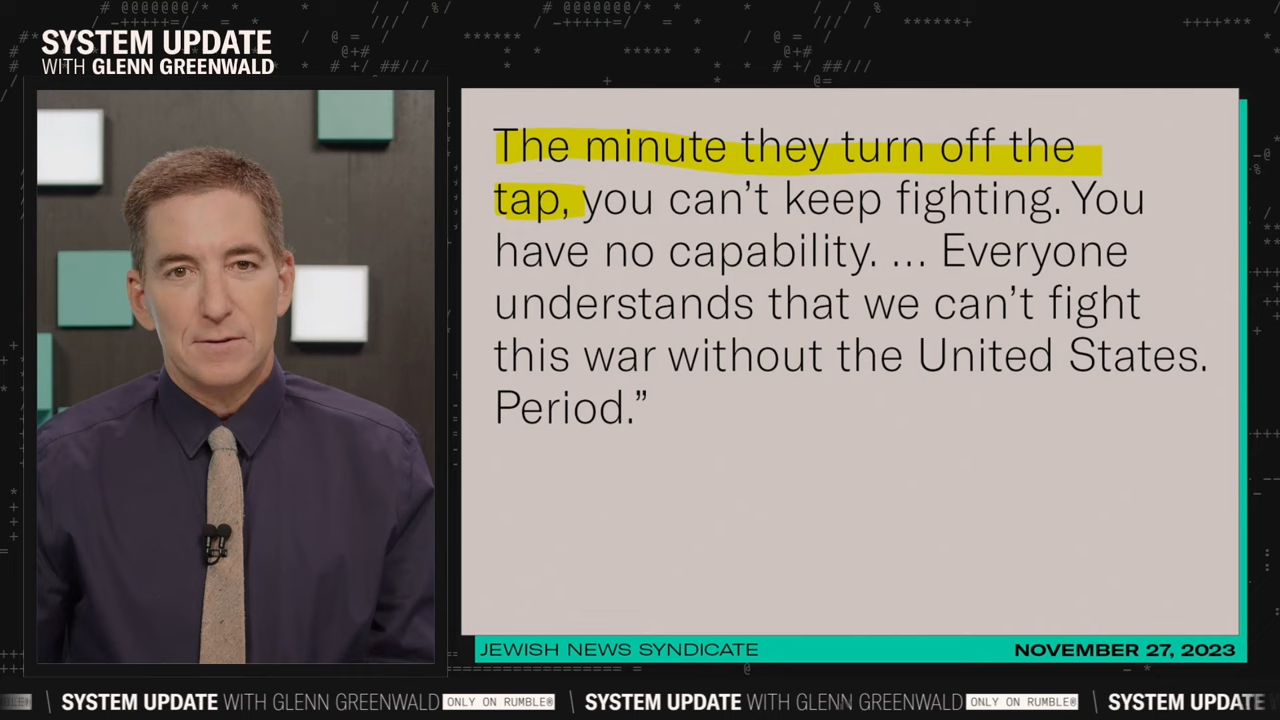 SYSTEM UPDATE
WITH GLENN GREENWALD
The minute they turn off the
tap, you can’t keep fighting. You
have no capability. ... Everyone
understands that we can’t fight
this war without the United States.
Period.”
JEWISH NEWS SYNDICATE
NOVEMBER 27, 2023
SYSTEM UPDATE WITH GLENN GREENWALD ONLY ON RUMBLE® \ SYSTEM UPDATE WITH GLENN GREENWALD ONLY ON RUMBLE® \ SYSTEM UPDATE